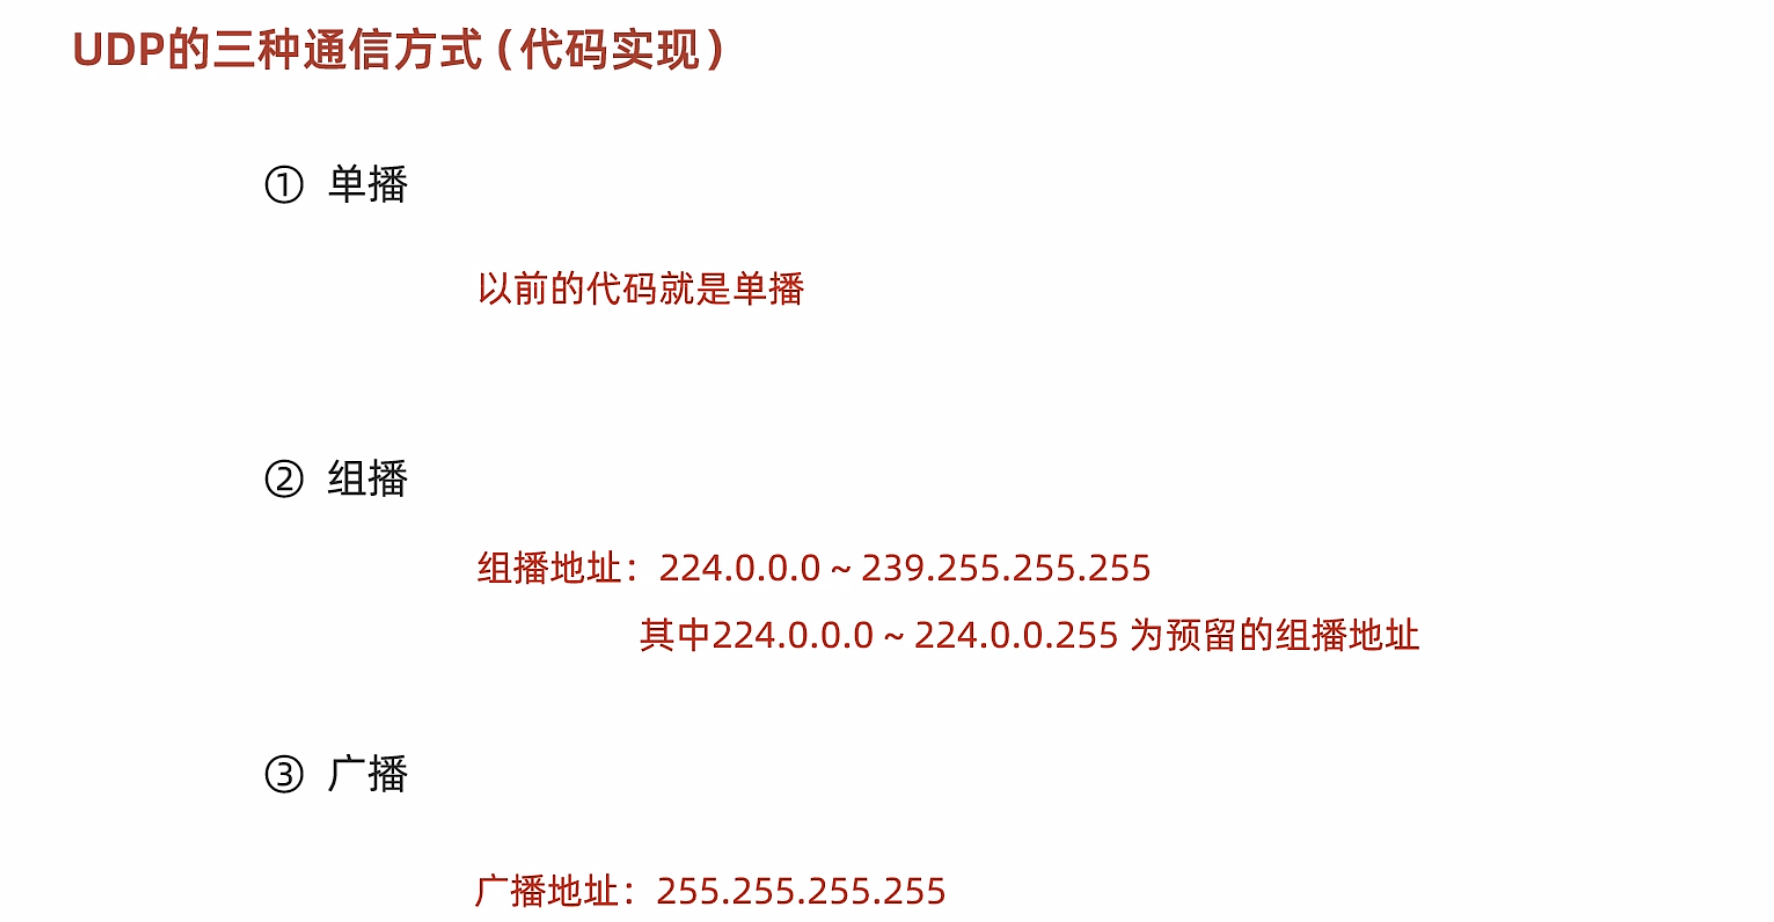 UDP的三种通信方式(代码实现)
① 单播
以前的代码就是单播
② 组播
组播地址：224.0.0.0 ~ 239.255.255.255
其中224.0.0.0 ~ 224.0.0.255 为预留的组播地址
③ 广播
广播地址：255.255.255.255